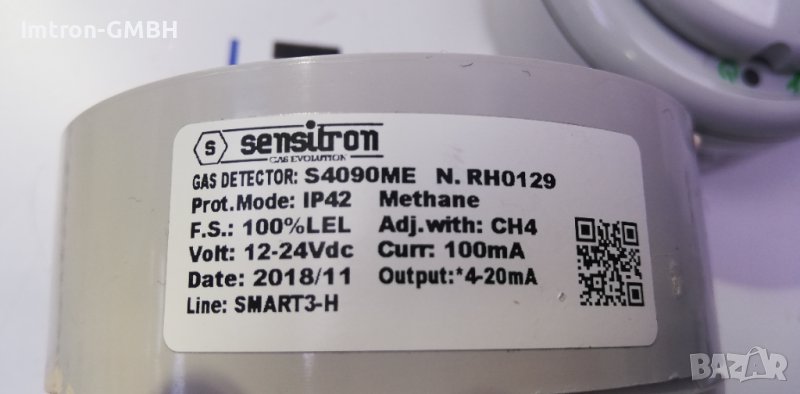 Imtron-GMBH
S sensitron
GAS EVOLUTION
GAS DETECTOR: S4090ME N. RH0129
Prot.Mode: IP42 Methane
F.S.: 100%LEL Adj.with: CH4
Volt: 12-24Vdc Curr: 100mA
Date: 2018/11 Output:*4-20mA
Line: SMART3-H
BAZAR